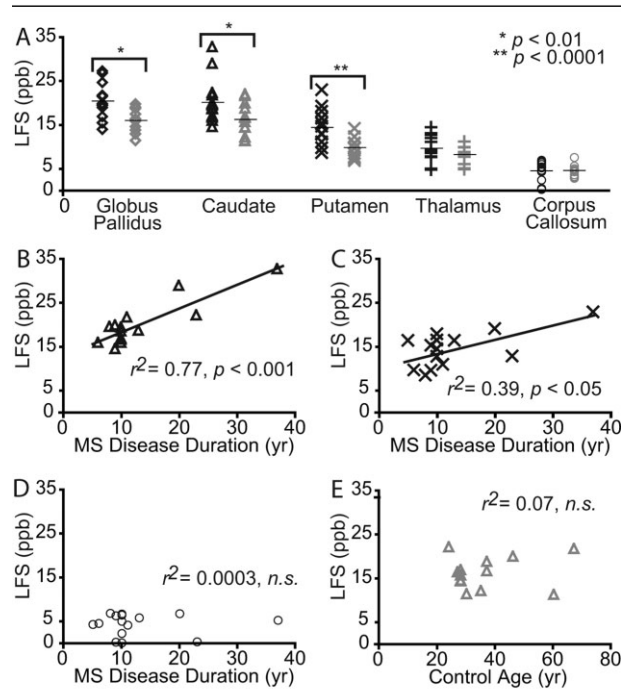 A
LFS (ppb)
35
25
15
5
0
*
*
**
* p < 0.01
** p < 0.0001
Globus Pallidus
Caudate
Putamen
Thalamus
Corpus Callosum
B
LFS (ppb)
35
25
15
5
0
0
10
20
30
40
r² = 0.77, p < 0.001
MS Disease Duration (yr)
C
LFS (ppb)
35
25
15
5
0
0
10
20
30
40
r² = 0.39, p < 0.05
MS Disease Duration (yr)
D
LFS (ppb)
35
25
15
5
0
0
10
20
30
40
r² = 0.0003, n.s.
MS Disease Duration (yr)
E
LFS (ppb)
35
25
15
5
0
0
20
40
60
80
r² = 0.07, n.s.
Control Age (yr)